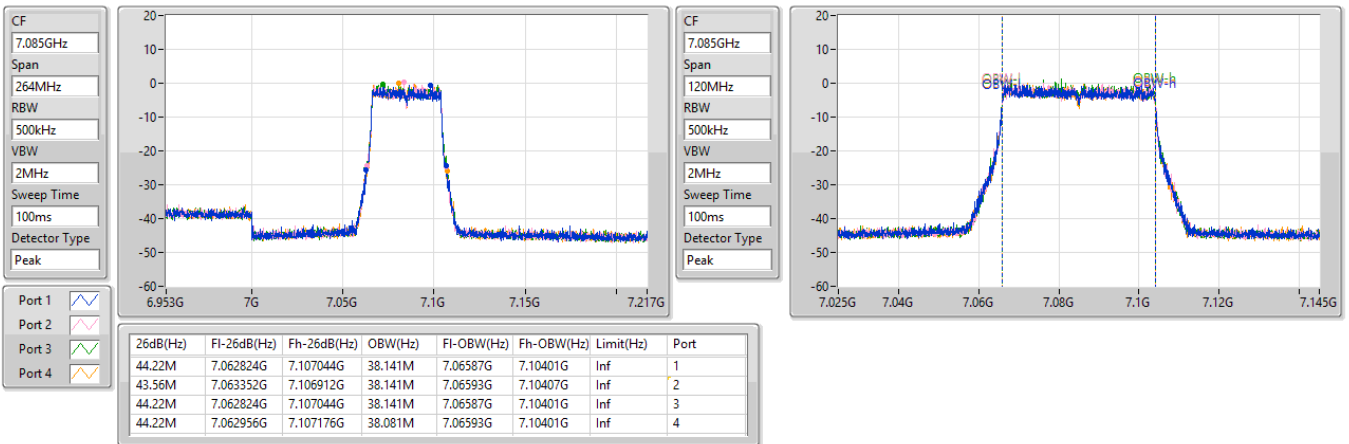 CF
7.085GHz
Span
264MHz
RBW
500kHz
VBW
2MHz
Sweep Time
100ms
Detector Type
Peak
20
10
0
-10
-20
-30
-40
-50
-60
6.953G 7G 7.05G 7.1G 7.15G 7.217G
CF
7.085GHz
Span
120MHz
RBW
500kHz
VBW
2MHz
Sweep Time
100ms
Detector Type
Peak
20
10
0
-10
-20
-30
-40
-50
-60
OBW-l OBW-h
7.025G 7.04G 7.06G 7.08G 7.1G 7.12G 7.145G
Port 1
Port 2
Port 3
Port 4
26dB(Hz) Fl-26dB(Hz) Fh-26dB(Hz) OBW(Hz) Fl-OBW(Hz) Fh-OBW(Hz) Limit(Hz) Port
44.22M 7.062824G 7.107044G 38.141M 7.06587G 7.10401G Inf 1
43.56M 7.063352G 7.106912G 38.141M 7.06593G 7.10407G Inf 2
44.22M 7.062824G 7.107044G 38.141M 7.06587G 7.10401G Inf 3
44.22M 7.062956G 7.107176G 38.081M 7.06593G 7.10401G Inf 4